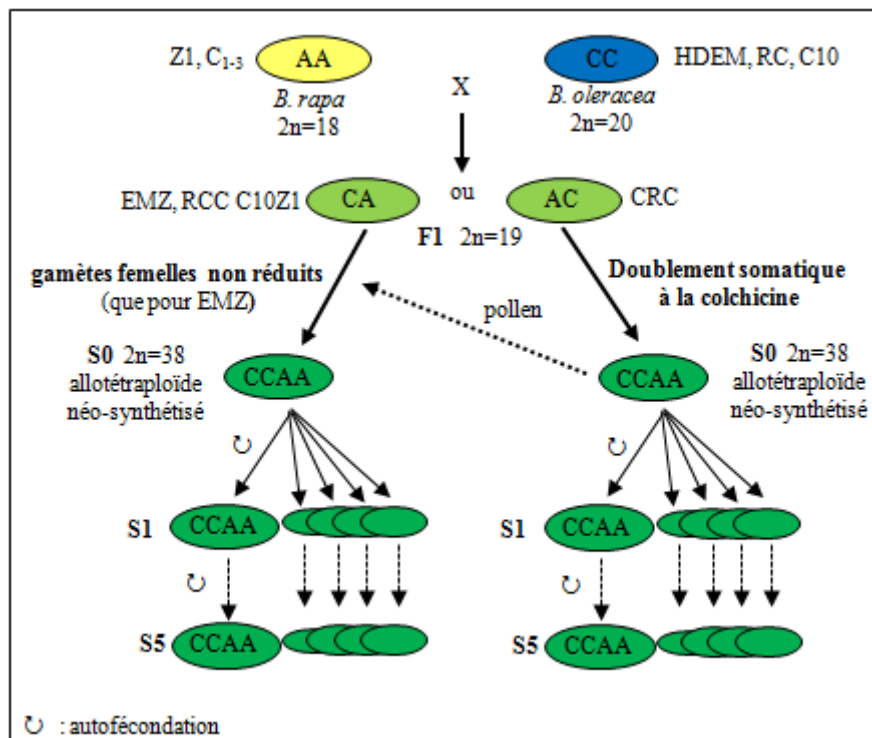 Z1, C1-3
AA
CC
HDEM, RC, C10
B. rapa
2n=18
X
B. oleracea
2n=20
EMZ, RCC C10Z1
CA
ou
AC
CRC
F1 2n=19
gamètes femelles non réduits
(que pour EMZ)
Doublement somatique
à la colchicine
pollen
S0 2n=38
allotétraploïde
néo-synthétisé
CCAA
CCAA
S0 2n=38
allotétraploïde
néo-synthétisé
S1
CCAA
S1
CCAA
S5
CCAA
S5
CCAA
↻ : autofécondation